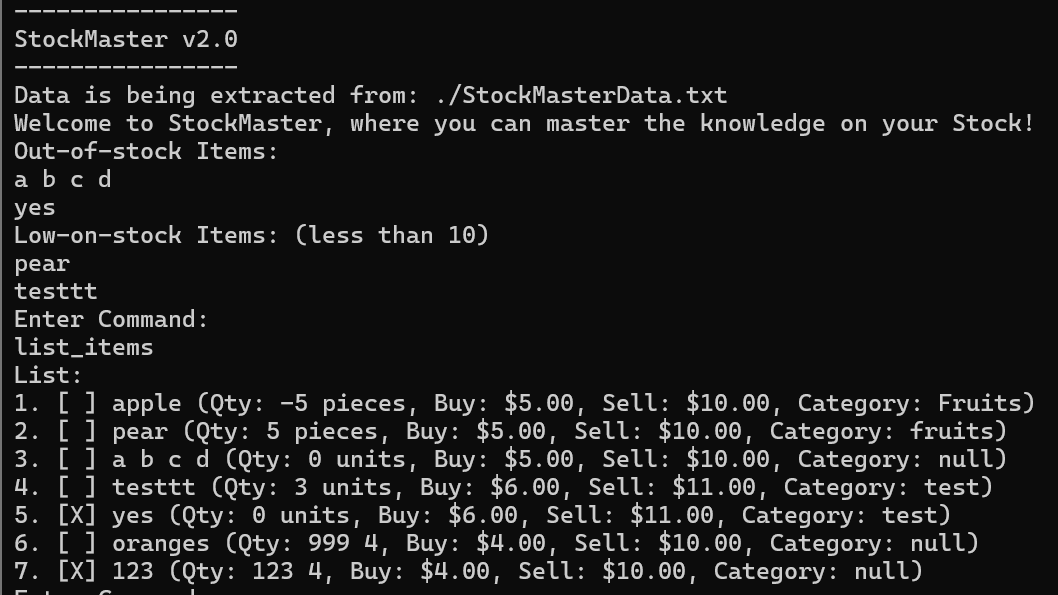 ----------------
StockMaster v2.0
----------------
Data is being extracted from: ./StockMasterData.txt
Welcome to StockMaster, where you can master the knowledge on your Stock!
Out-of-stock Items:
a b c d
yes
Low-on-stock Items: (less than 10)
pear
testtt
Enter Command:
list_items
List:
1. [ ] apple (Qty: -5 pieces, Buy: $5.00, Sell: $10.00, Category: Fruits)
2. [ ] pear (Qty: 5 pieces, Buy: $5.00, Sell: $10.00, Category: fruits)
3. [ ] a b c d (Qty: 0 units, Buy: $5.00, Sell: $10.00, Category: null)
4. [ ] testtt (Qty: 3 units, Buy: $6.00, Sell: $11.00, Category: test)
5. [X] yes (Qty: 0 units, Buy: $6.00, Sell: $11.00, Category: test)
6. [ ] oranges (Qty: 999 4, Buy: $4.00, Sell: $10.00, Category: null)
7. [X] 123 (Qty: 123 4, Buy: $4.00, Sell: $10.00, Category: null)